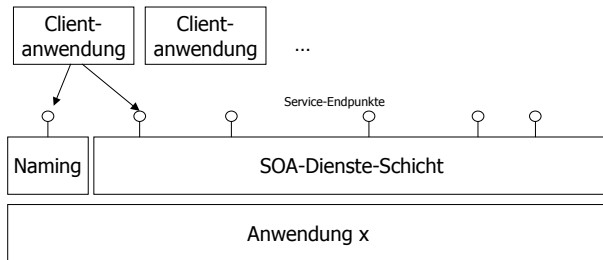 Client-
anwendung
Client-
anwendung
...
Service-Endpunkte
Naming
SOA-Dienste-Schicht
Anwendung x